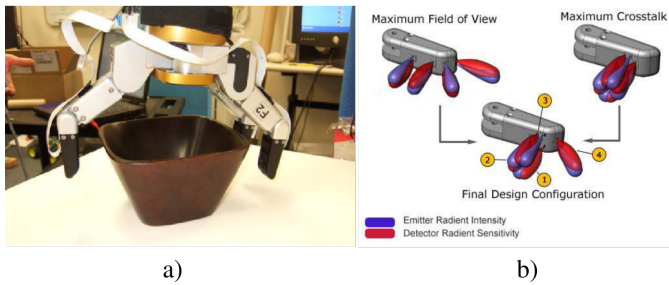 F2
Maximum Field of View
Maximum Crosstalk
3
2
4
1
Final Design Configuration
Emitter Radient Intensity
Detector Radient Sensitivity
a)
b)